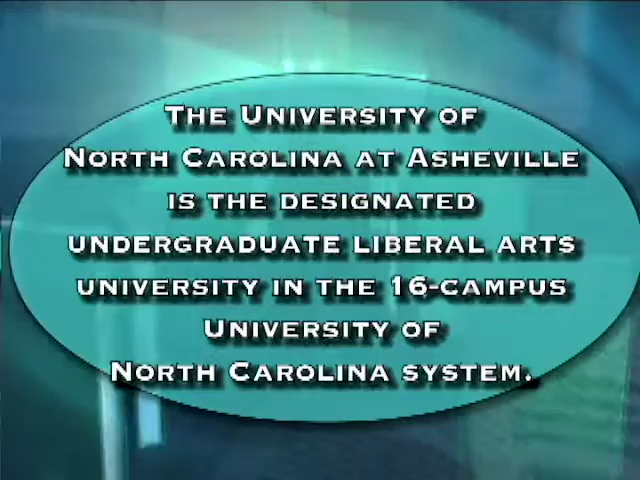 The University of
North Carolina at Asheville
is the designated
undergraduate liberal arts
university in the 16-campus
University of
North Carolina system.